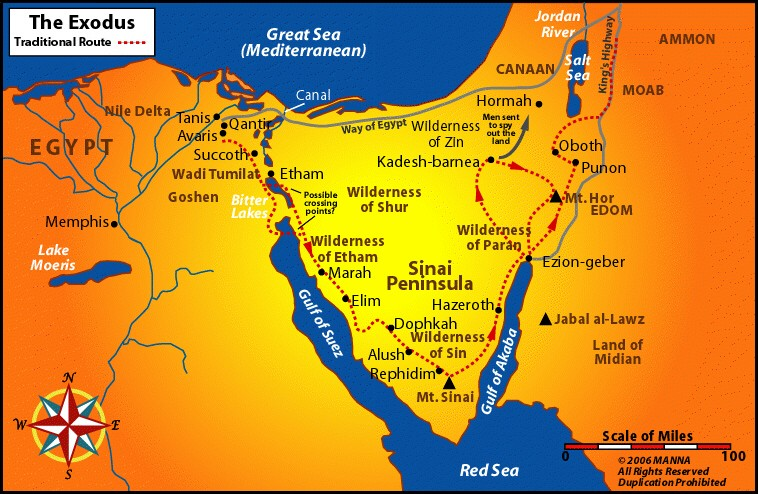 The Exodus
Traditional Route
Great Sea
(Mediterranean)
Jordan
River
Salt
Sea
King's Highway
AMMON
CANAAN
MOAB
Canal
Nile Delta
Tanis
Qantir
Avaris
Way of Egypt
Hormah
Men sent
to spy
out the
land
Wilderness
of Zin
EGYPT
Succoth
Kadesh-barnea
Oboth
Punon
Wadi Tumilat
Etham
Goshen
Bitter
Lakes
Possible
crossing
points?
Wilderness
of Shur
Mt. Hor
EDOM
Memphis
Wilderness
of Etham
Wilderness
of Paran
Lake
Moeris
Marah
Sinai
Peninsula
Ezion-geber
Elim
Hazeroth
Gulf of Suez
Dophkah
Wilderness
of Sin
Jabal al-Lawz
Alush
Land of
Midian
Rephidim
Gulf of Akaba
Mt. Sinai
N
W
E
S
Red Sea
Scale of Miles
0
100
© 2006 MANNA
All Rights Reserved
Duplication Prohibited